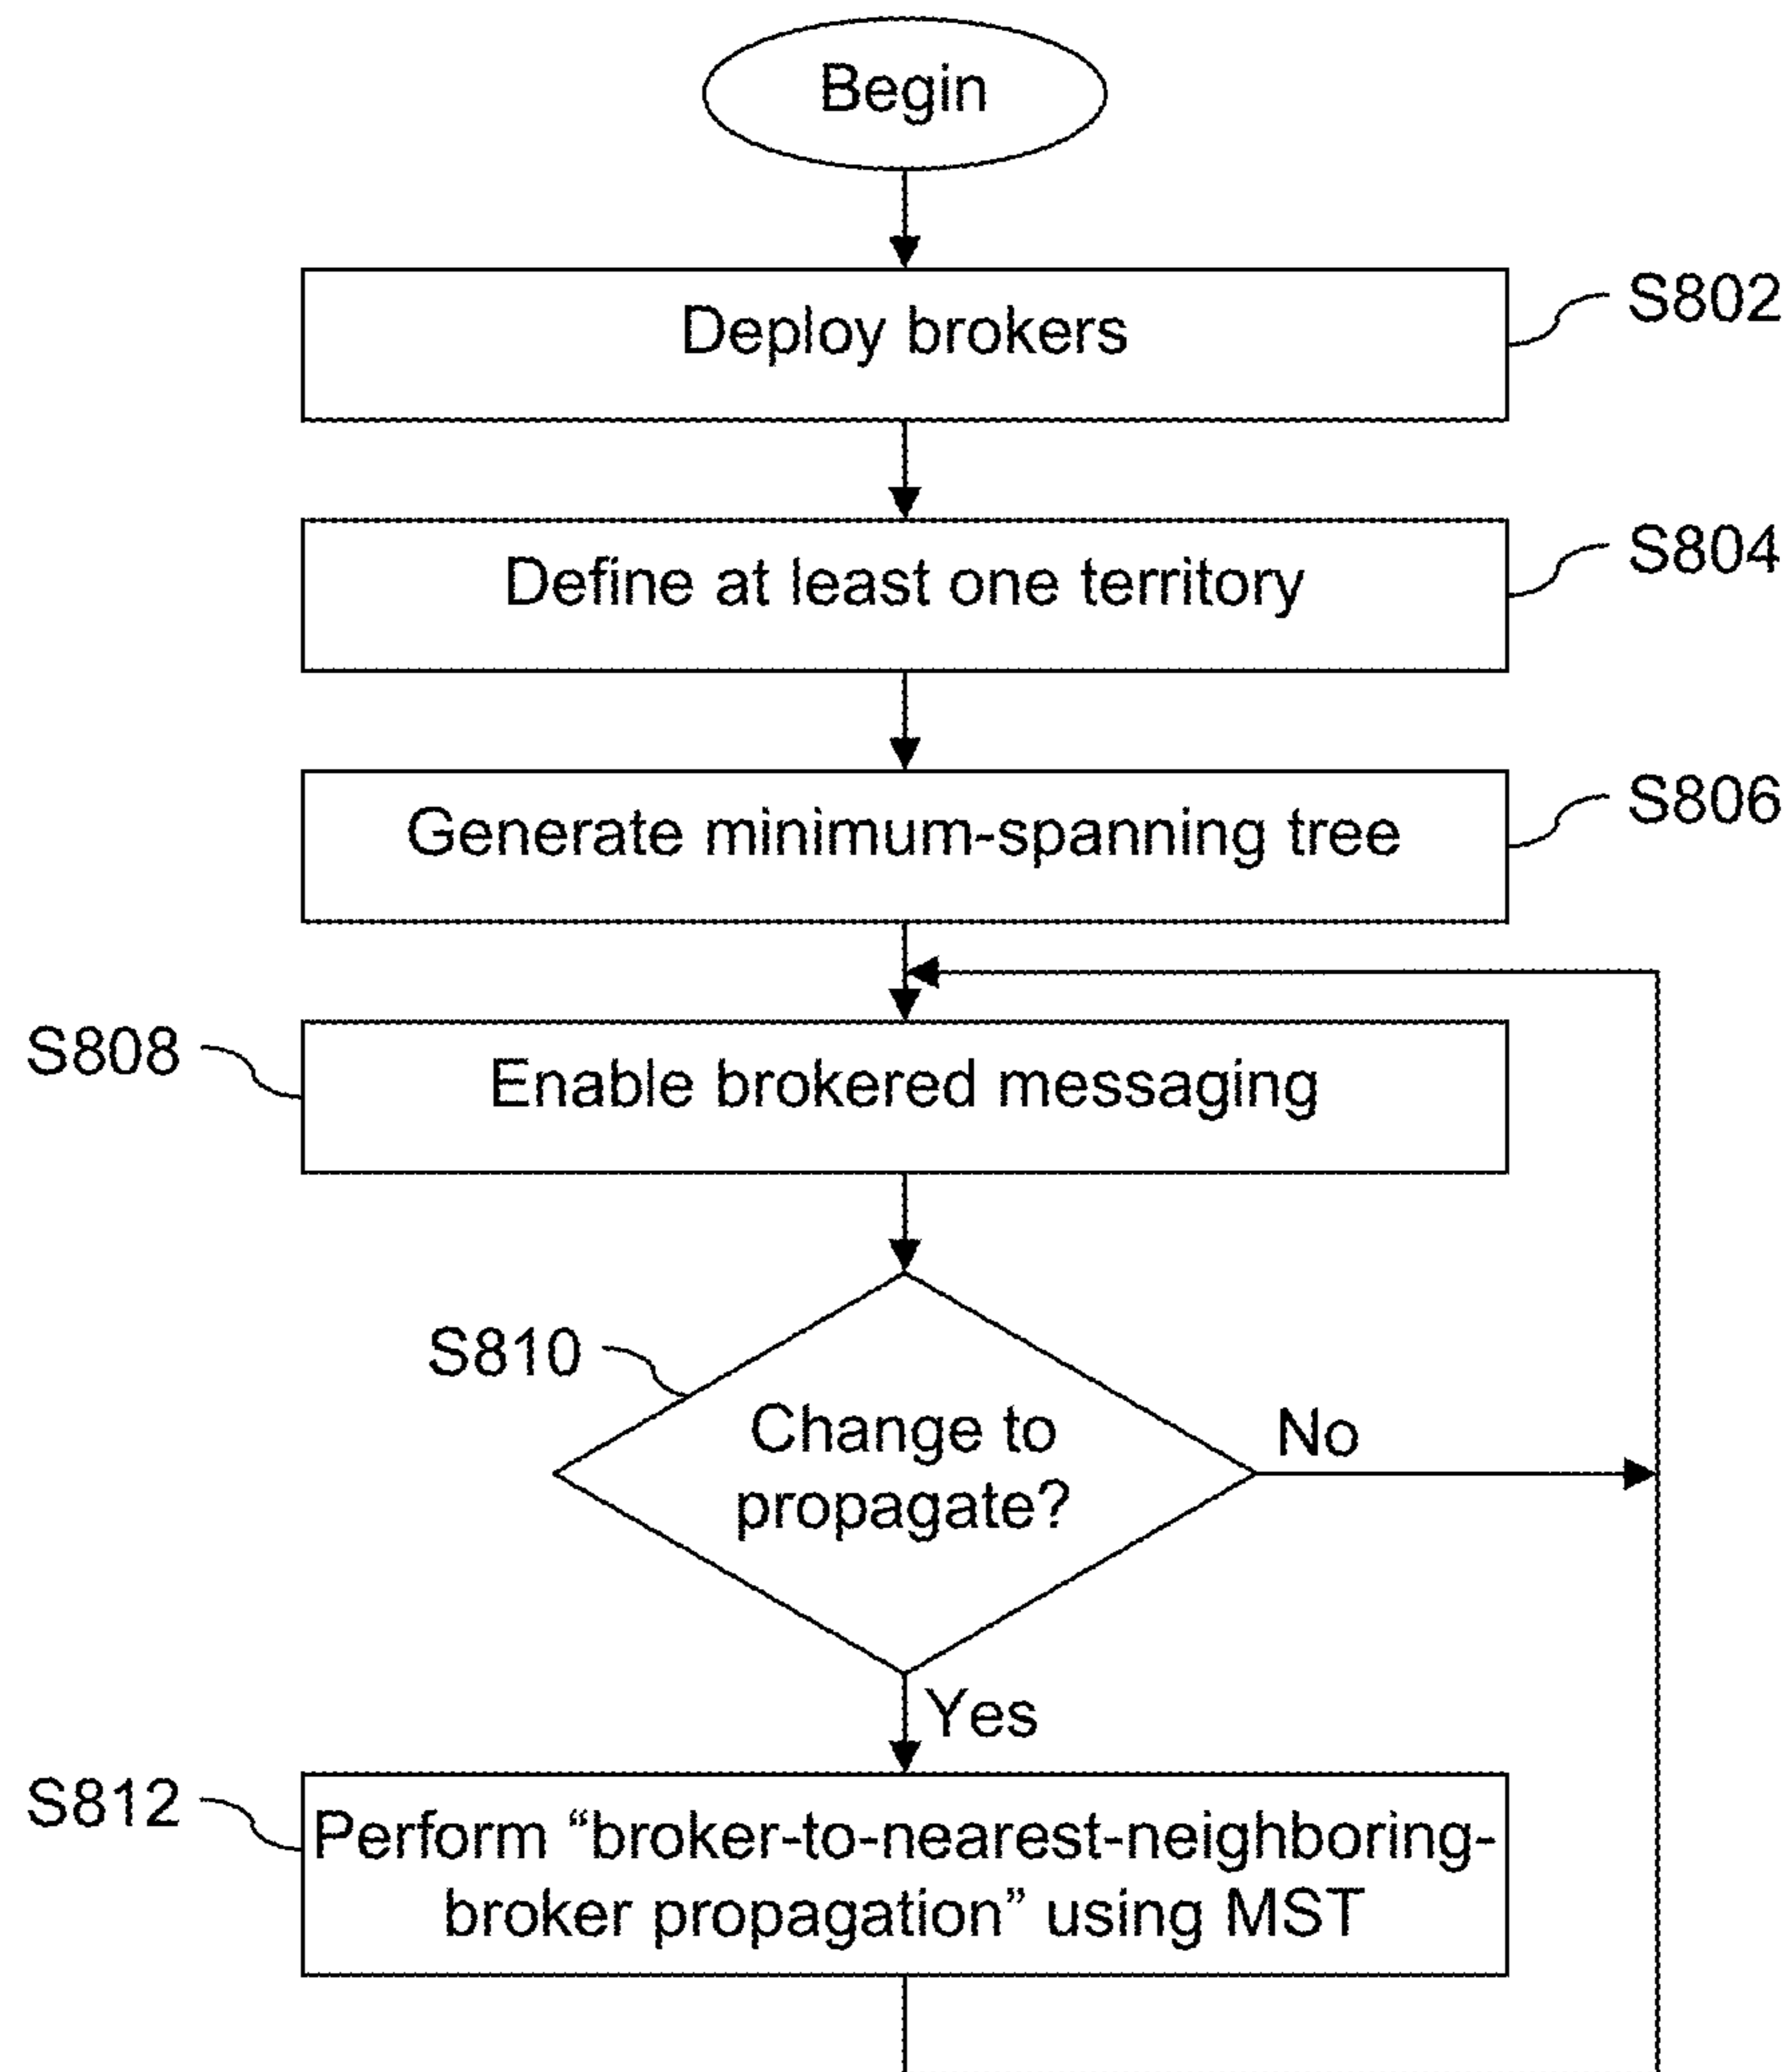 Begin
Deploy brokers
S802
Define at least one territory
S804
Generate minimum-spanning tree
S806
S808
Enable brokered messaging
S810
Change to
propagate?
No
Yes
S812
Perform “broker-to-nearest-neighboring-
broker propagation” using MST